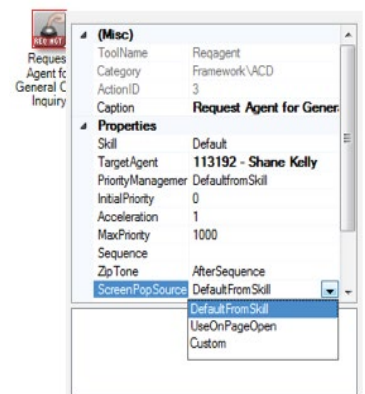 REQ AGT
Reques
Agent fo
General C
Inquiry
(Misc)
ToolName Reqagent
Category Framework\ACD
ActionID 3
Caption Request Agent for Gener
Properties
Skill Default
TargetAgent 113192 - Shane Kelly
PriorityManagemer DefaultfromSkill
InitialPriority 0
Acceleration 1
MaxPriority 1000
Sequence
ZipTone AfterSequence
ScreenPopSource DefaultFromSkill
DefaultFromSkill
UseOnPageOpen
Custom